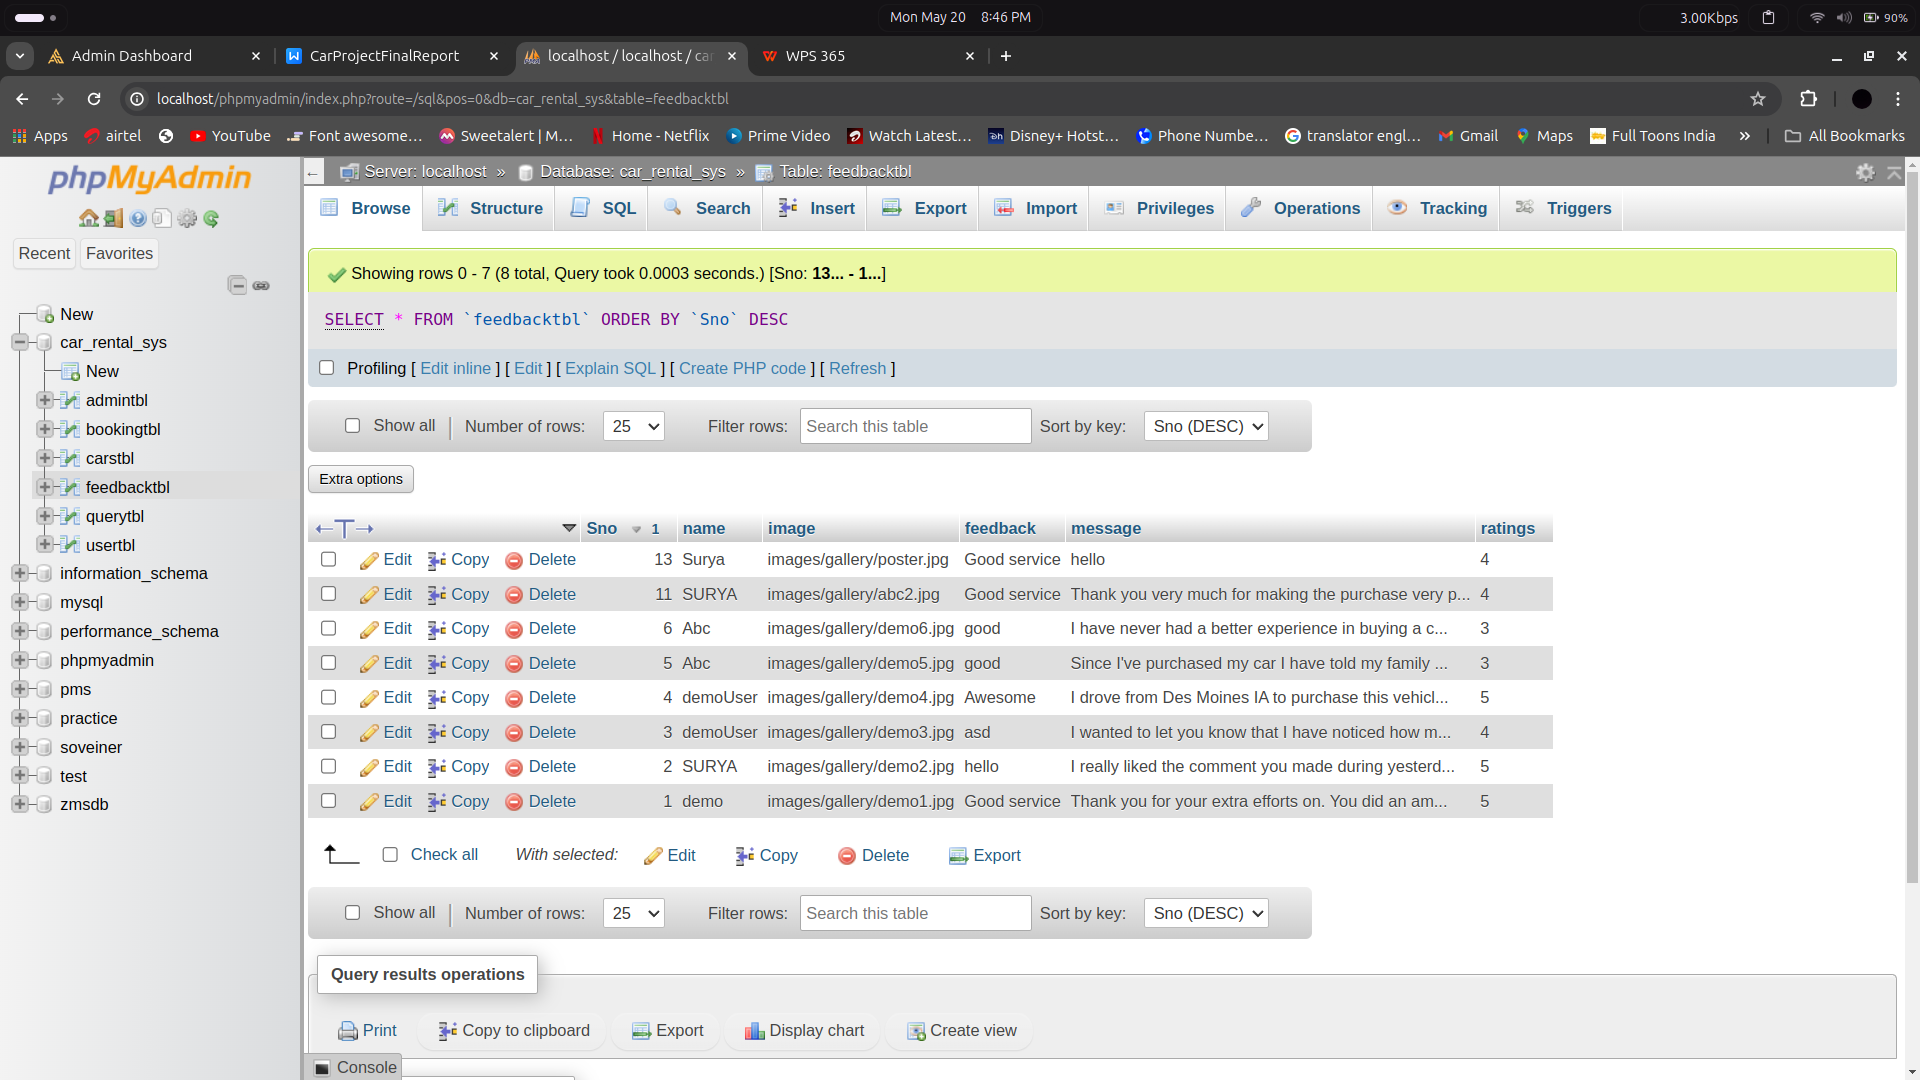 Mon May 20 8:46 PM 3.00Kbps 90%
Admin Dashboard CarProjectFinalReport localhost / localhost / car WPS 365
localhost/phpmyadmin/index.php?route=/sql&pos=0&db=car_rental_sys&table=feedbacktbl
Apps airtel YouTube Font awesome... Sweetalert | M... Home - Netflix Prime Video Watch Latest... Disney+ Hotst... Phone Numbe... translator engl... Gmail Maps Full Toons India » All Bookmarks
phpMyAdmin
Recent Favorites
New
car_rental_sys
New
admintbl
bookingtbl
carstbl
feedbacktbl
querytbl
usertbl
information_schema
mysql
performance_schema
phpmyadmin
pms
practice
soveiner
test
zmsdb
Server: localhost » Database: car_rental_sys » Table: feedbacktbl
Browse Structure SQL Search Insert Export Import Privileges Operations Tracking Triggers
Showing rows 0 - 7 (8 total, Query took 0.0003 seconds.) [Sno: 13... - 1...]
SELECT * FROM `feedbacktbl` ORDER BY `Sno` DESC
Profiling [ Edit inline ] [ Edit ] [ Explain SQL ] [ Create PHP code ] [ Refresh ]
Show all Number of rows: 25 Filter rows: Search this table Sort by key: Sno (DESC)
Extra options
Sno 1 name image feedback message ratings
Edit Copy Delete 13 Surya images/gallery/poster.jpg Good service hello 4
Edit Copy Delete 11 SURYA images/gallery/abc2.jpg Good service Thank you very much for making the purchase very p... 4
Edit Copy Delete 6 Abc images/gallery/demo6.jpg good I have never had a better experience in buying a c... 3
Edit Copy Delete 5 Abc images/gallery/demo5.jpg good Since I've purchased my car I have told my family ... 3
Edit Copy Delete 4 demoUser images/gallery/demo4.jpg Awesome I drove from Des Moines IA to purchase this vehicl... 5
Edit Copy Delete 3 demoUser images/gallery/demo3.jpg asd I wanted to let you know that I have noticed how m... 4
Edit Copy Delete 2 SURYA images/gallery/demo2.jpg hello I really liked the comment you made during yesterd... 5
Edit Copy Delete 1 demo images/gallery/demo1.jpg Good service Thank you for your extra efforts on. You did an am... 5
Check all With selected: Edit Copy Delete Export
Show all Number of rows: 25 Filter rows: Search this table Sort by key: Sno (DESC)
Query results operations
Print Copy to clipboard Export Display chart Create view
Console